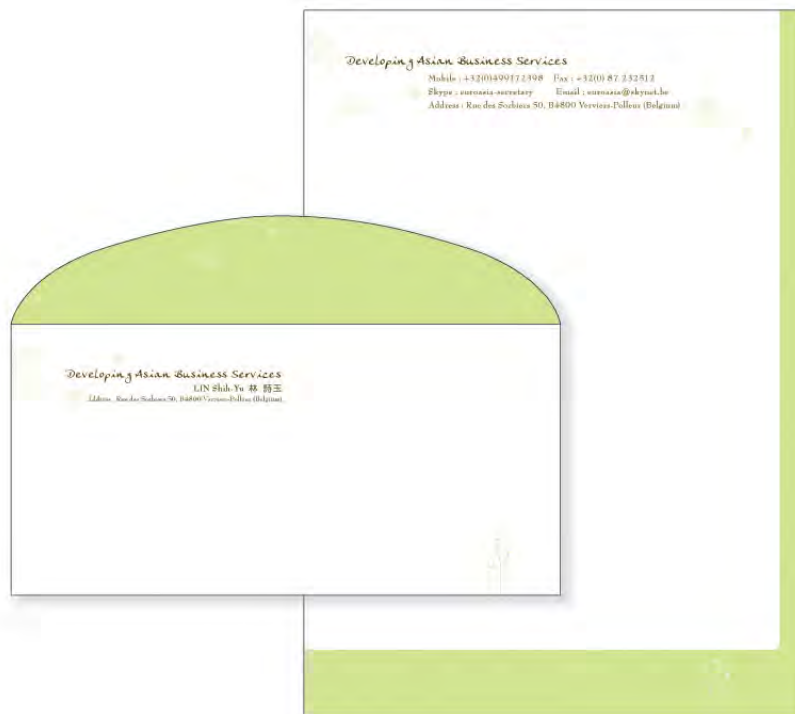 Developing Asian Business Services
Mobile : +32(0)499172398 Fax : +32(0) 87 232812
Skype : euroasia-secretary Email : euroasia@skynet.be
Address : Rue des Sorbiers 50, B4800 Verviers-Polleur (Belgium)
Developing Asian Business Services
LIN Shih-Yu 林 詩玉
Address : Rue des Sorbiers 50, B4800 Verviers-Polleur (Belgium)